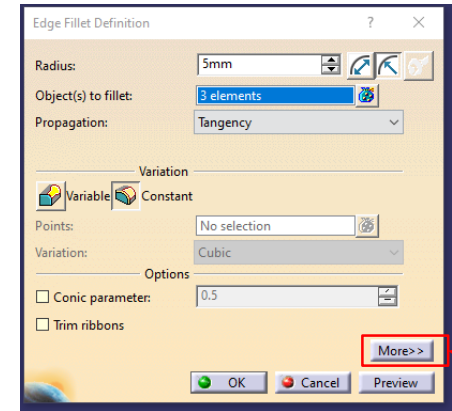 Edge Fillet Definition ? ×
Radius: 5mm
Object(s) to fillet: 3 elements
Propagation: Tangency
Variation
Variable Constant
Points: No selection
Variation: Cubic
Options
Conic parameter: 0.5
Trim ribbons
More>>
OK Cancel Preview